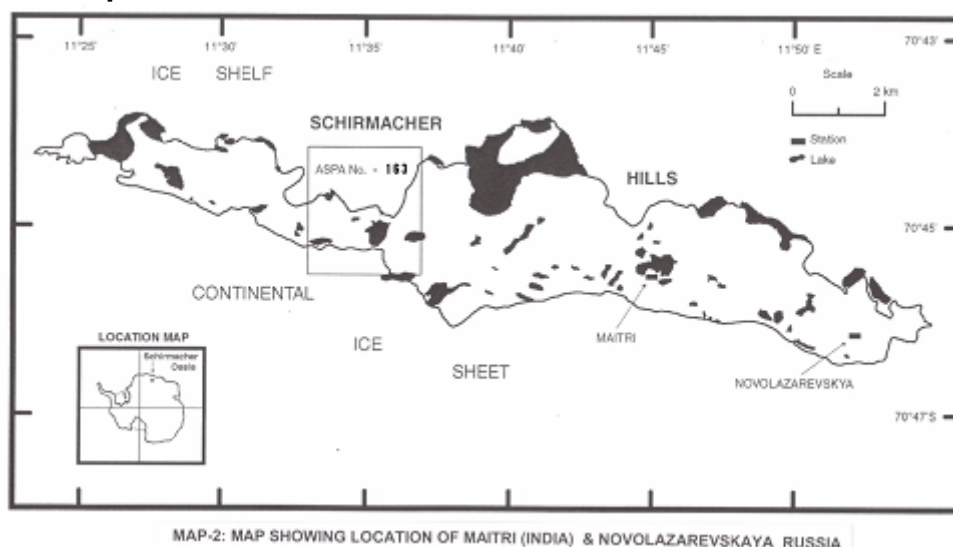 11°25' 11°30' 11°35' 11°40' 11°45' 11°50' E 70°43'
ICE SHELF
Scale
0 2 km
SCHIRMACHER
Station
Lake
ASPA No. - 163
HILLS
70°45'
CONTINENTAL
ICE
SHEET
MAITRI
NOVOLAZAREVSKYA
LOCATION MAP
Schirmacher
Oasis
70°47'S
MAP-2: MAP SHOWING LOCATION OF MAITRI (INDIA) & NOVOLAZAREVSKAYA RUSSIA